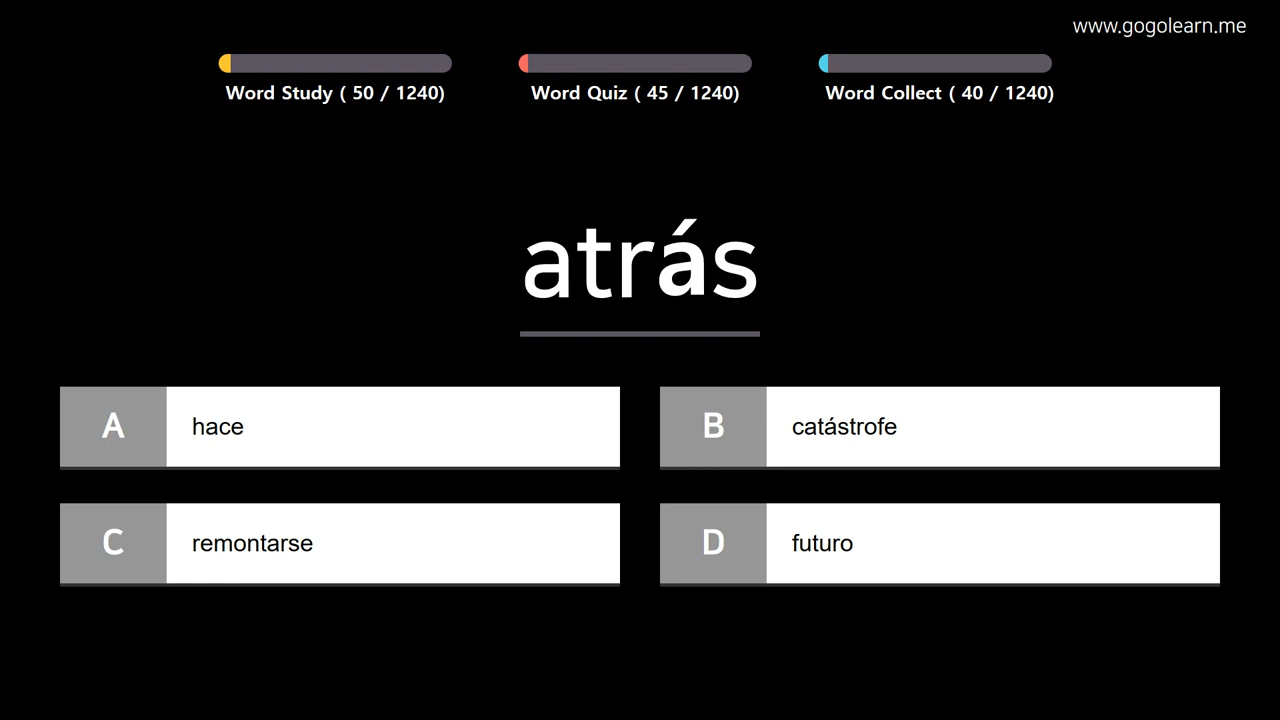 www.gogolearn.me
Word Study ( 50 / 1240)
Word Quiz ( 45 / 1240)
Word Collect ( 40 / 1240)
atrás
A hace
B catástrofe
C remontarse
D futuro